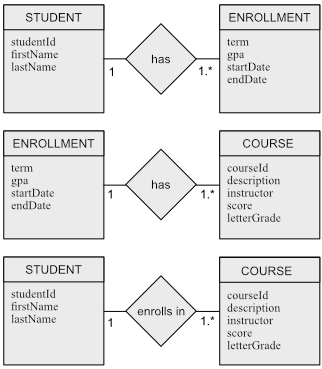 STUDENT
studentId
firstName
lastName
1
has
1.*
ENROLLMENT
term
gpa
startDate
endDate
ENROLLMENT
term
gpa
startDate
endDate
1
has
1.*
COURSE
courseId
description
instructor
score
letterGrade
STUDENT
studentId
firstName
lastName
1
enrolls in
1.*
COURSE
courseId
description
instructor
score
letterGrade